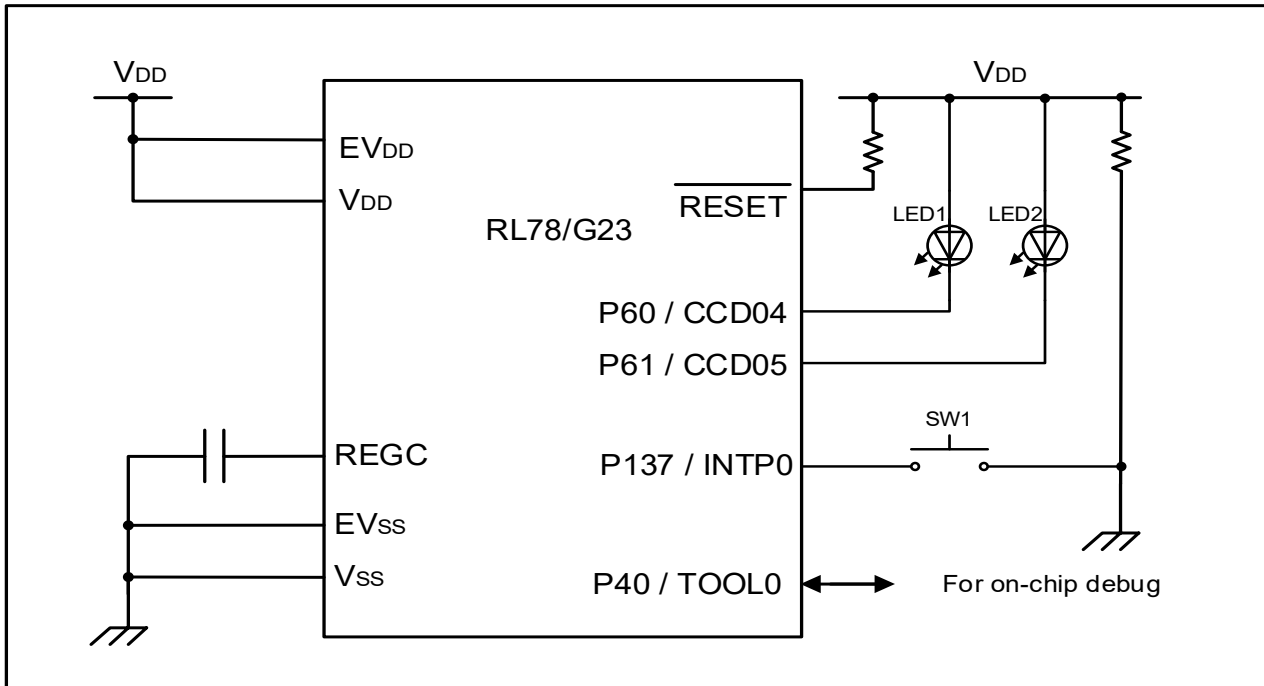 VDD
EVDD
VDD
REGC
EVSS
VSS
RL78/G23
RESET
P60 / CCD04
P61 / CCD05
P137 / INTP0
P40 / TOOL0
VDD
LED1
LED2
SW1
For on-chip debug